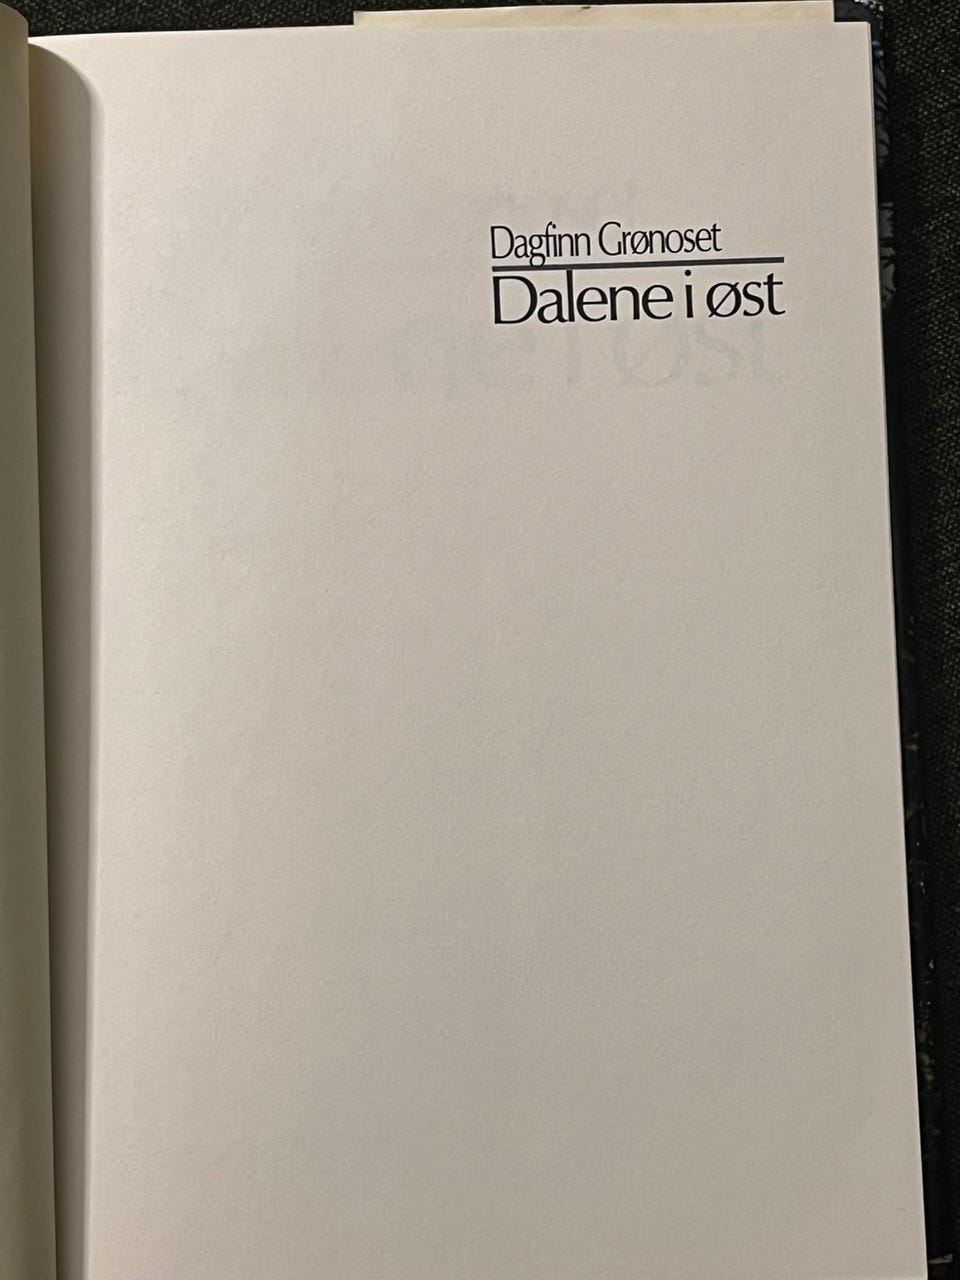 Dagfinn Grønoset
Dalene i øst